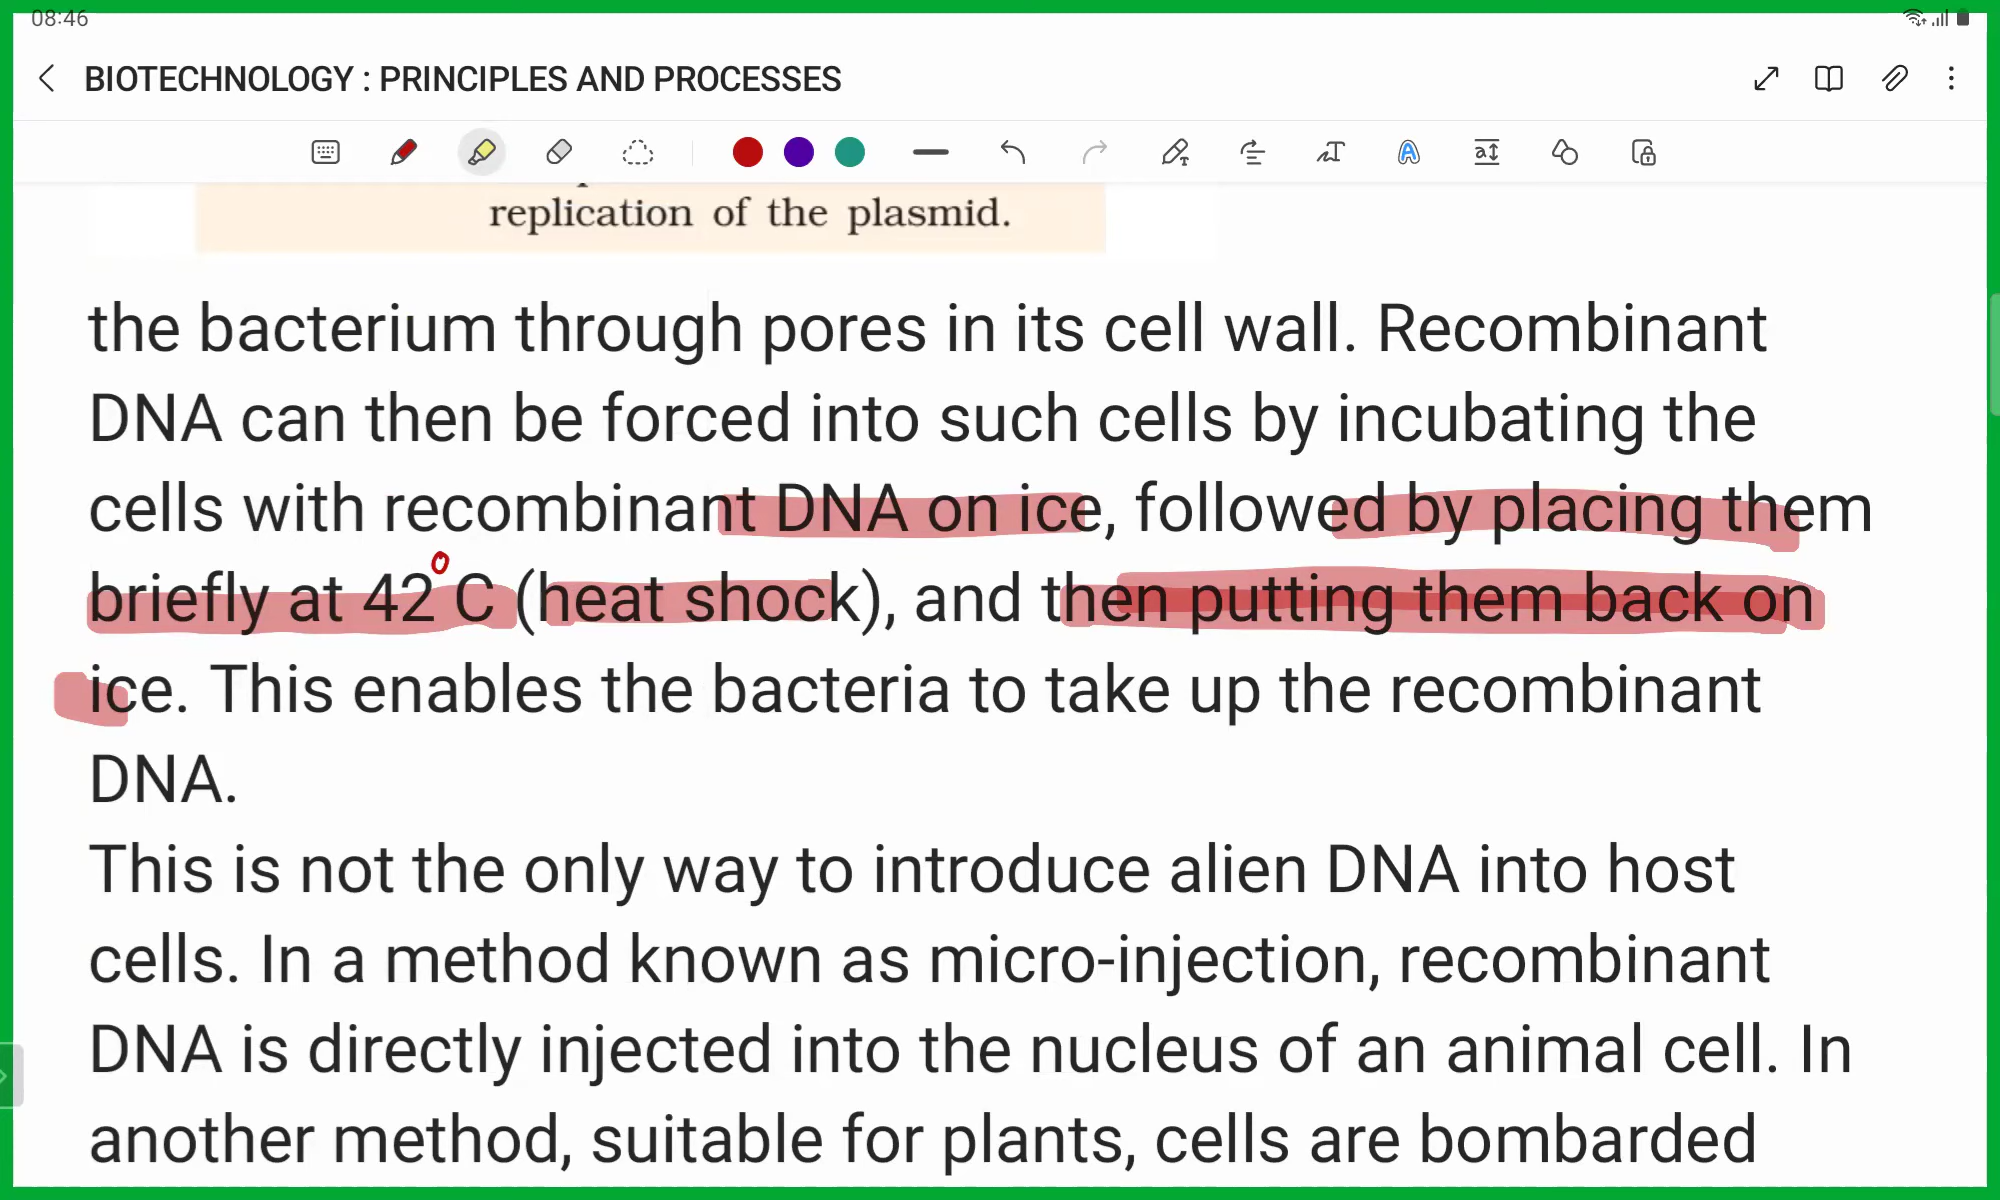 08:46
BIOTECHNOLOGY : PRINCIPLES AND PROCESSES
replication of the plasmid.
the bacterium through pores in its cell wall. Recombinant
DNA can then be forced into such cells by incubating the
cells with recombinant DNA on ice, followed by placing them
briefly at 42°C (heat shock), and then putting them back on
ice. This enables the bacteria to take up the recombinant
DNA.
This is not the only way to introduce alien DNA into host
cells. In a method known as micro-injection, recombinant
DNA is directly injected into the nucleus of an animal cell. In
another method, suitable for plants, cells are bombarded